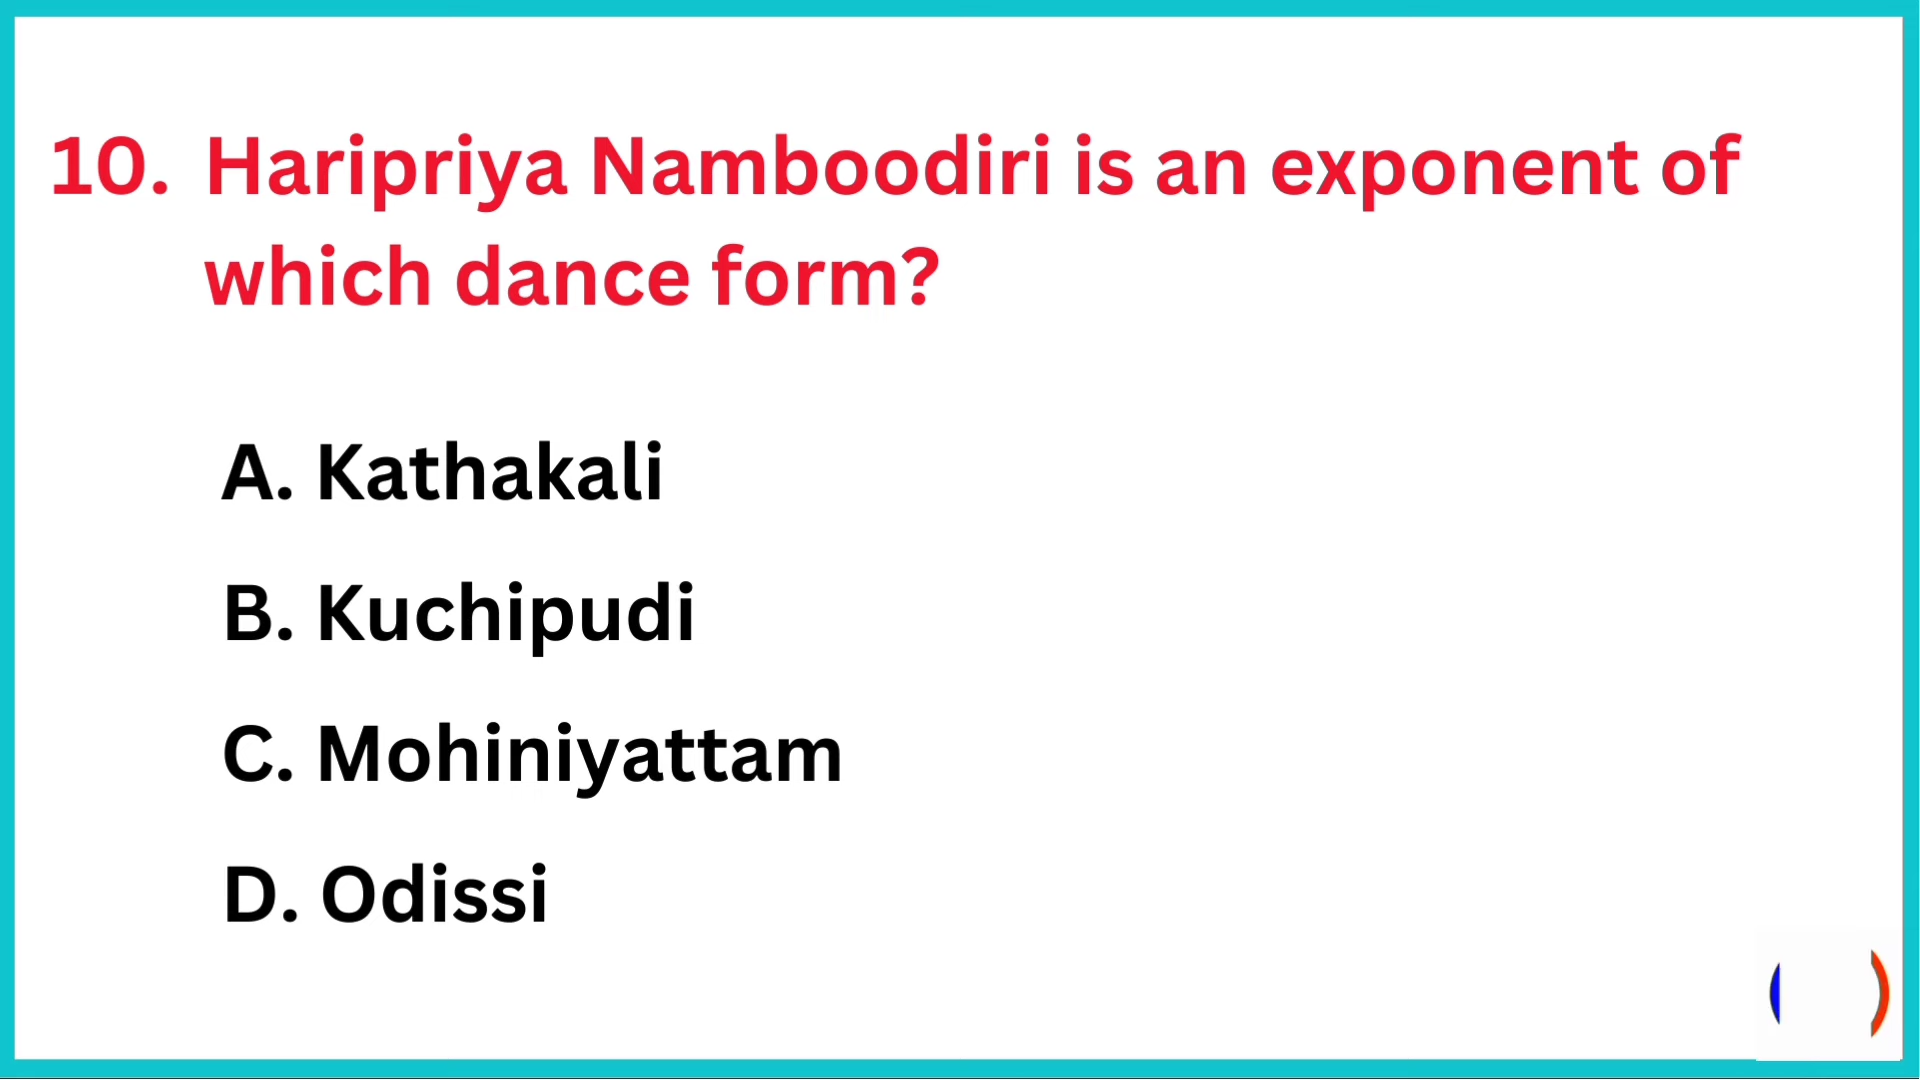 10. Haripriya Namboodiri is an exponent of
which dance form?
A. Kathakali
B. Kuchipudi
C. Mohiniyattam
D. Odissi